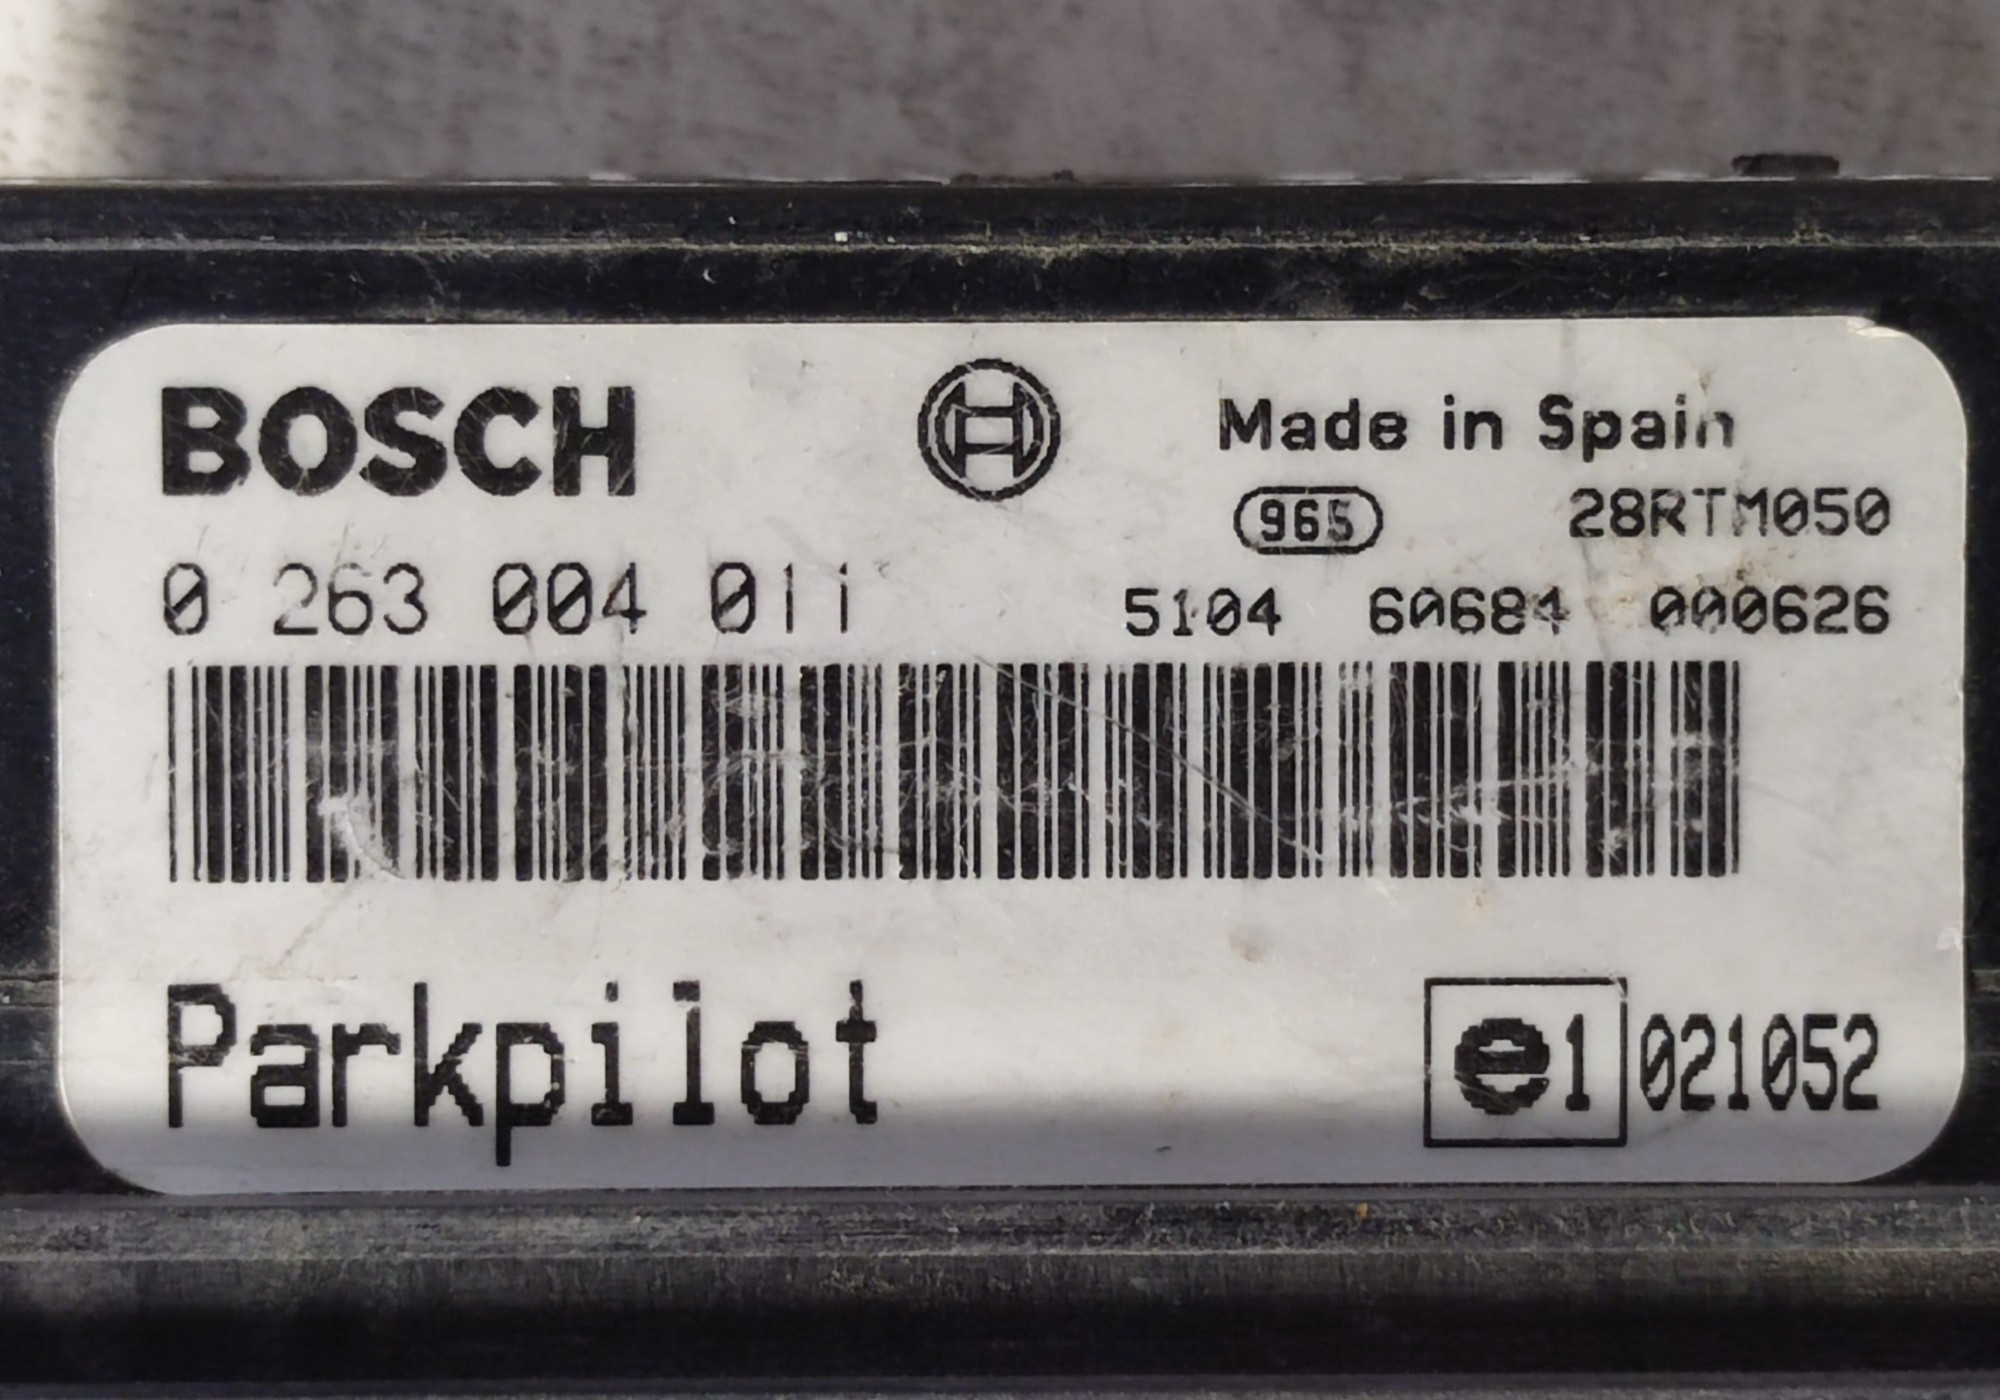 BOSCH Made in Spain
965 28RTM050
0 263 004 011 5104 60684 000626
Parkpilot e1 021052